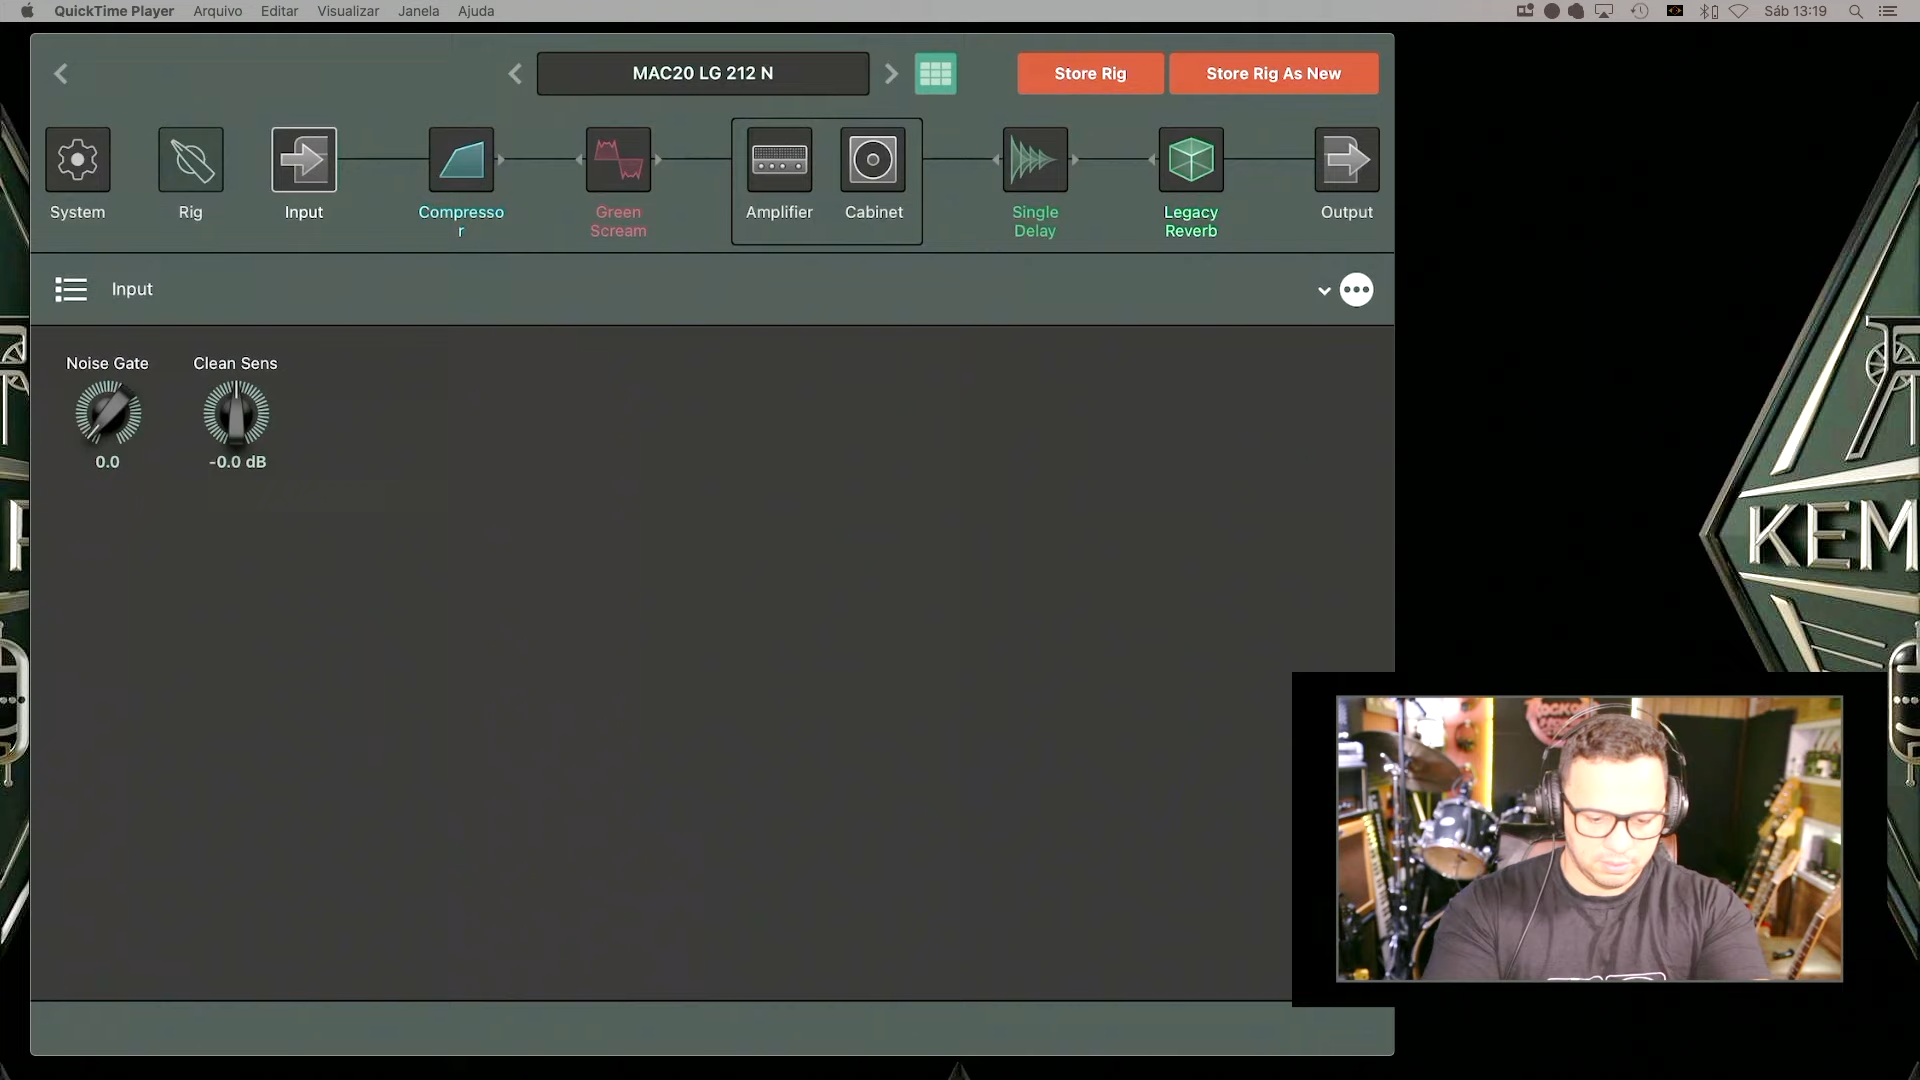 QuickTime Player Arquivo Editar Visualizar Janela Ajuda Sáb 13:19
MAC20 LG 212 N Store Rig Store Rig As New
System Rig Input Compresso
r
Green
Scream
Amplifier Cabinet
Single
Delay
Legacy
Reverb
Output
Input
Noise Gate Clean Sens
0.0 -0.0 dB
KEM